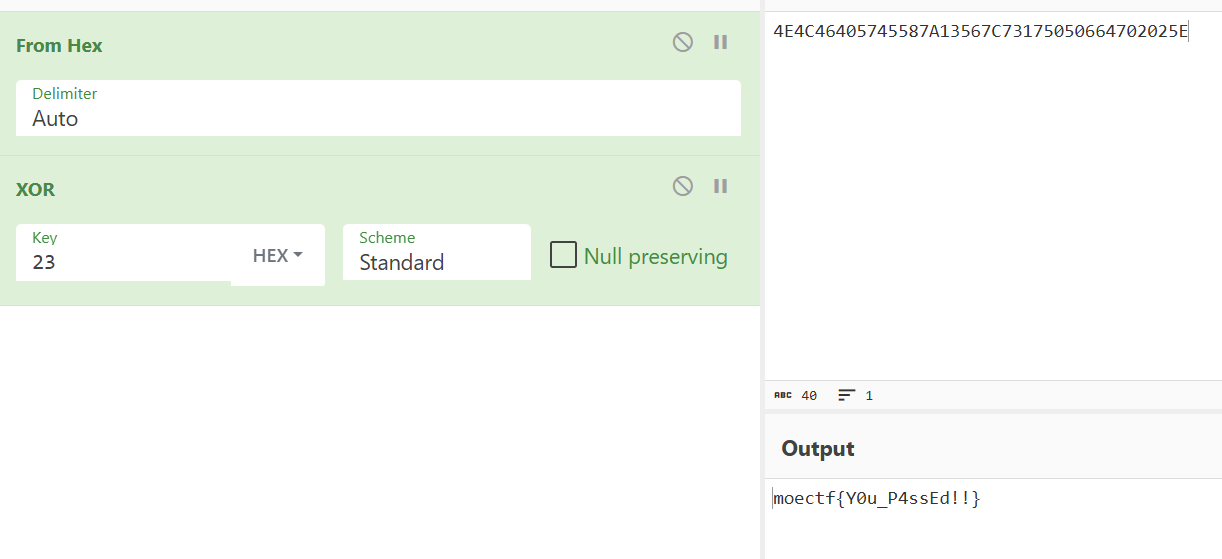 From Hex
Delimiter
Auto
XOR
Key
23
HEX
Scheme
Standard
Null preserving
4E4C46405745587A13567C73175050664702025E
ABC 40 1
Output
moectf{Y0u_P4ssEd!!}